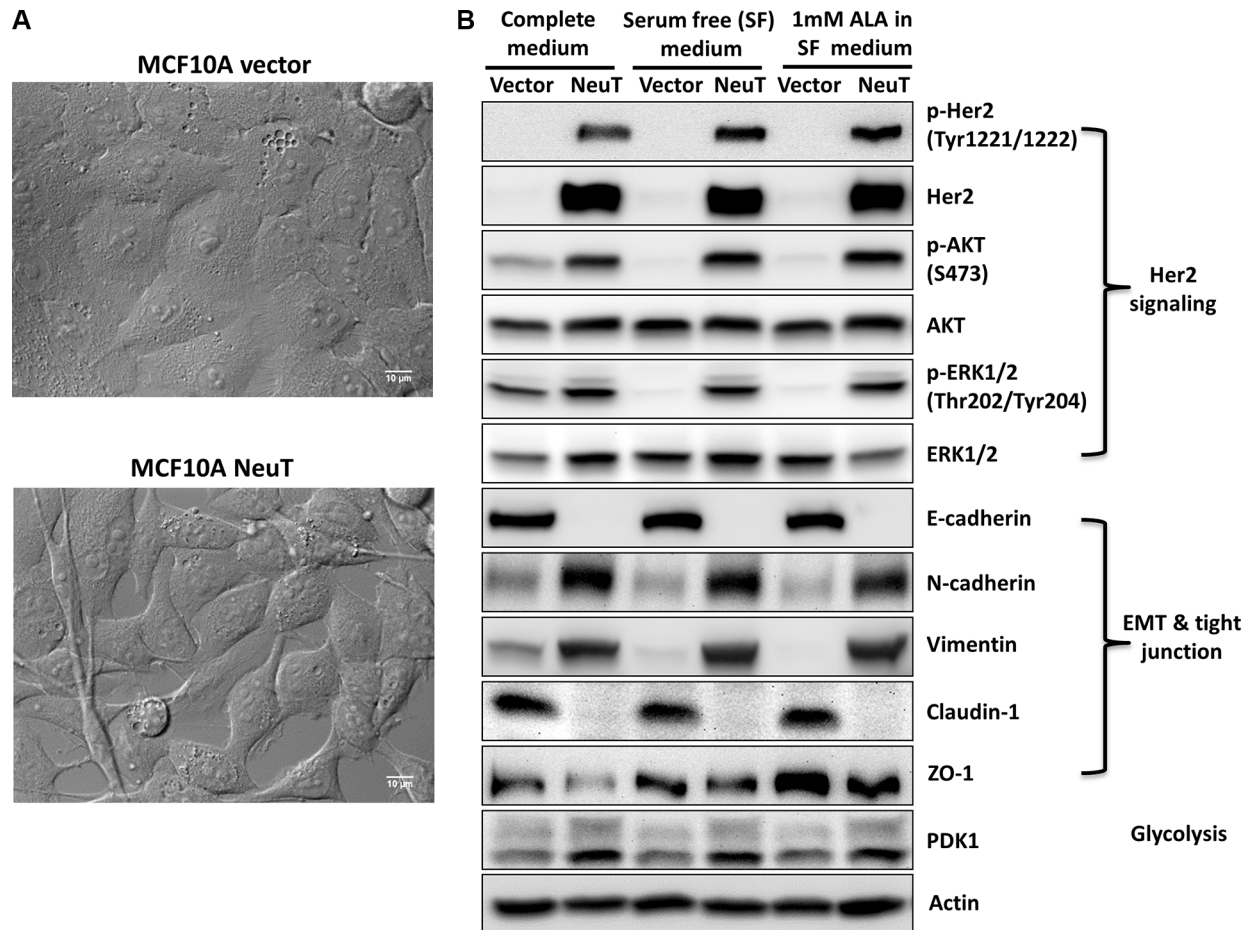 A
MCF10A vector
10 µm
MCF10A NeuT
10 µm
B
Complete
medium
Serum free (SF)
medium
1mM ALA in
SF medium
Vector NeuT Vector NeuT Vector NeuT
p-Her2
(Tyr1221/1222)
Her2
p-AKT
(S473)
AKT
p-ERK1/2
(Thr202/Tyr204)
ERK1/2
Her2
signaling
E-cadherin
N-cadherin
Vimentin
Claudin-1
ZO-1
EMT & tight
junction
PDK1
Glycolysis
Actin